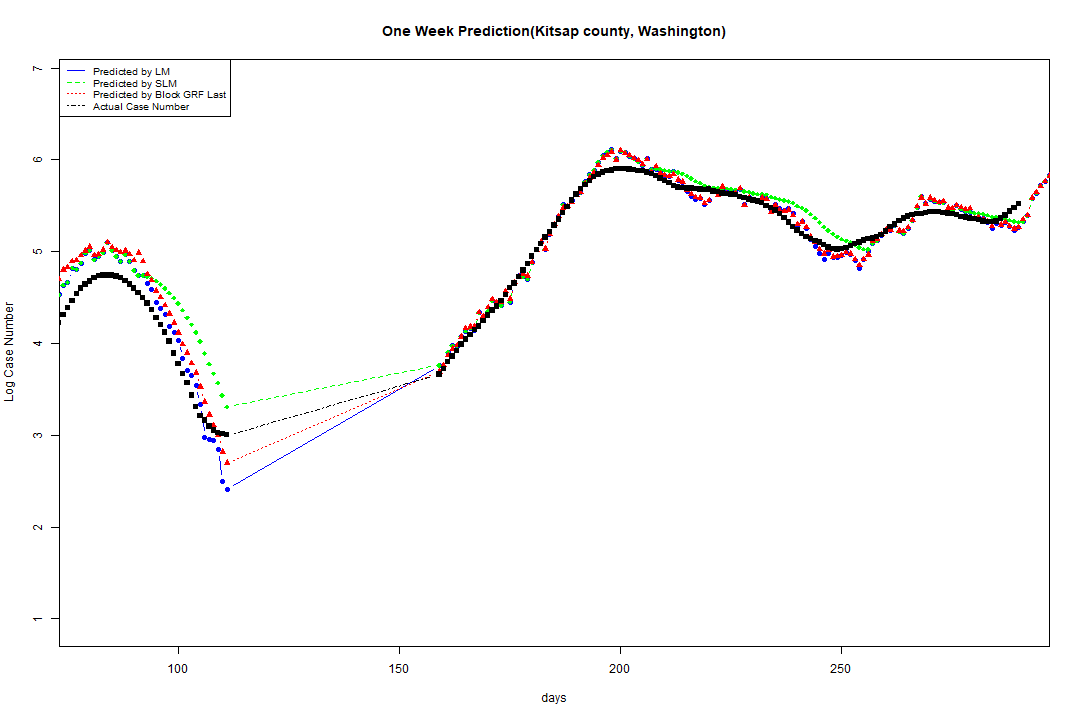 One Week Prediction(Kitsap county, Washington)
Predicted by LM
Predicted by SLM
Predicted by Block GRF Last
Actual Case Number
Log Case Number
7
6
5
4
3
2
1
100 150 200 250
days